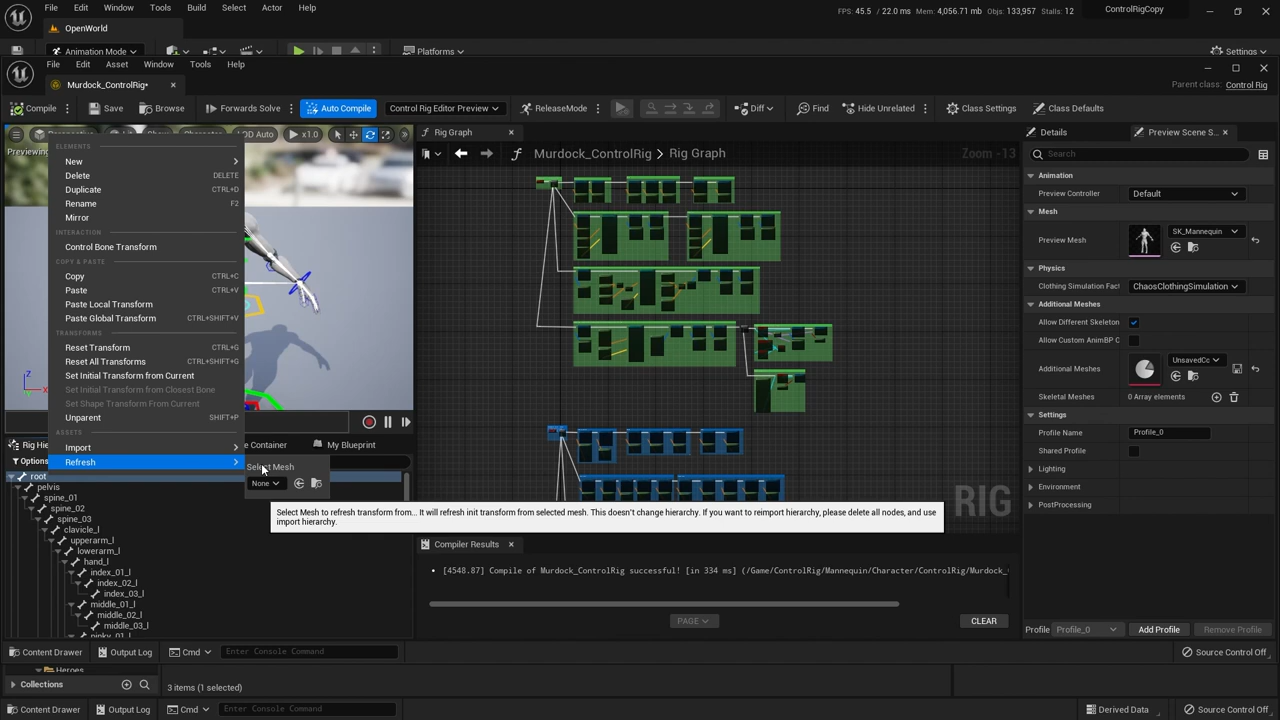 File Edit Window Tools Build Select Actor Help
FPS: 45.5 / 22.0 ms Mem: 4,056.71 mb Objs: 133,957 Stalls: 12
ControlRigCopy
OpenWorld
Animation Mode
Platforms
Settings
File Edit Asset Window Tools Help
Murdock_ControlRig*
Parent class: Control Rig
Compile
Save
Browse
Forwards Solve
Auto Compile
Control Rig Editor Preview
ReleaseMode
Diff
Find
Hide Unrelated
Class Settings
Class Defaults
LOD Auto
x1.0
ELEMENTS
New
Delete DELETE
Duplicate CTRL+D
Rename F2
Mirror
INTERACTION
Control Bone Transform
COPY & PASTE
Copy CTRL+C
Paste CTRL+V
Paste Local Transform
Paste Global Transform CTRL+SHIFT+V
TRANSFORMS
Reset Transform CTRL+G
Reset All Transforms CTRL+SHIFT+G
Set Initial Transform from Current
Set Initial Transform from Closest Bone
Set Shape Transform From Current
Unparent SHIFT+P
ASSETS
Import
Refresh
Select Mesh
None
Select Mesh to refresh transform from... It will refresh init transform from selected mesh. This doesn't change hierarchy. If you want to reimport hierarchy, please delete all nodes, and use
import hierarchy.
Z
X
Rig Hie
e Container
My Blueprint
Options
root
pelvis
spine_01
spine_02
spine_03
clavicle_l
upperarm_l
lowerarm_l
hand_l
index_01_l
index_02_l
index_03_l
middle_01_l
middle_02_l
middle_03_l
pinky_01_l
Rig Graph
Murdock_ControlRig > Rig Graph
Zoom -13
RIG
Compiler Results
[4548.87] Compile of Murdock_ControlRig successful! [in 334 ms] (/Game/ControlRig/Mannequin/Character/ControlRig/Murdock_
PAGE
CLEAR
Details
Preview Scene S...
Search
Animation
Preview Controller Default
Mesh
Preview Mesh SK_Mannequin
Physics
Clothing Simulation Fact ChaosClothingSimulation
Additional Meshes
Allow Different Skeleton
Allow Custom AnimBP C
Additional Meshes UnsavedCc
Skeletal Meshes 0 Array elements
Settings
Profile Name Profile_0
Shared Profile
Lighting
Environment
PostProcessing
Profile Profile_0 Add Profile Remove Profile
Content Drawer
Output Log
Cmd
Enter Console Command
Source Control Off
Heroes
Collections
3 items (1 selected)
Content Drawer
Output Log
Cmd
Enter Console Command
Derived Data
Source Control Off